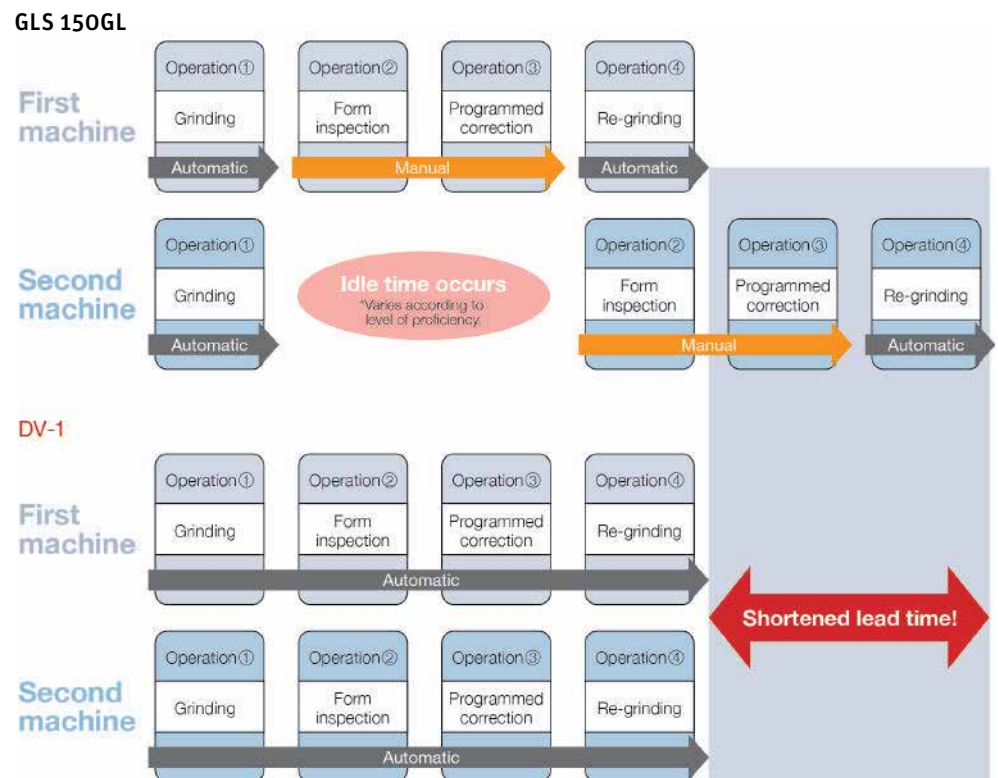 GLS 150GL
First
machine
Operation①
Grinding
Operation②
Form
inspection
Operation③
Programmed
correction
Operation④
Re-grinding
Automatic
Manual
Automatic
Second
machine
Operation①
Grinding
Automatic
Idle time occurs
*Varies according to
level of proficiency.
Operation②
Form
inspection
Operation③
Programmed
correction
Operation④
Re-grinding
Manual
Automatic
DV-1
First
machine
Operation①
Grinding
Operation②
Form
inspection
Operation③
Programmed
correction
Operation④
Re-grinding
Automatic
Shortened lead time!
Second
machine
Operation①
Grinding
Operation②
Form
inspection
Operation③
Programmed
correction
Operation④
Re-grinding
Automatic